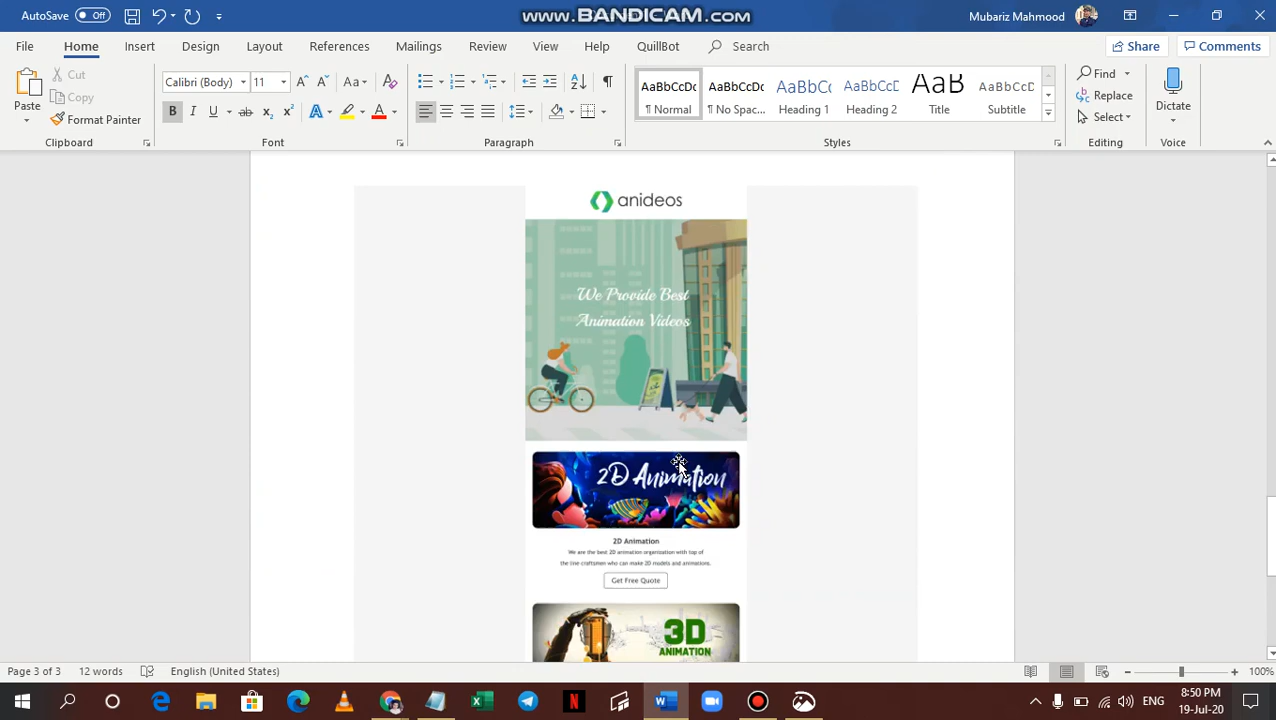 AutoSave Off
www.BANDICAM.com
Mubariz Mahmood
File Home Insert Design Layout References Mailings Review View Help QuillBot Search Share Comments
Paste
Cut
Copy
Format Painter
Clipboard
Calibri (Body) 11
Aa
B I U ab x₂ x² A A
Font
Paragraph
AaBbCcDc AaBbCcDc AaBbCc AaBbCcD AaB AaBbCcD
¶ Normal ¶ No Spac... Heading 1 Heading 2 Title Subtitle
Styles
Find
Replace
Select
Editing
Dictate
Voice
anideos
We Provide Best
Animation Videos
2D Animation
2D Animation
We are the best 2D animation organization with top of
the line craftsmen who can make 2D models and animations.
Get Free Quote
3D
ANIMATION
Page 3 of 3 12 words English (United States) 100%
ENG
8:50 PM
19-Jul-20